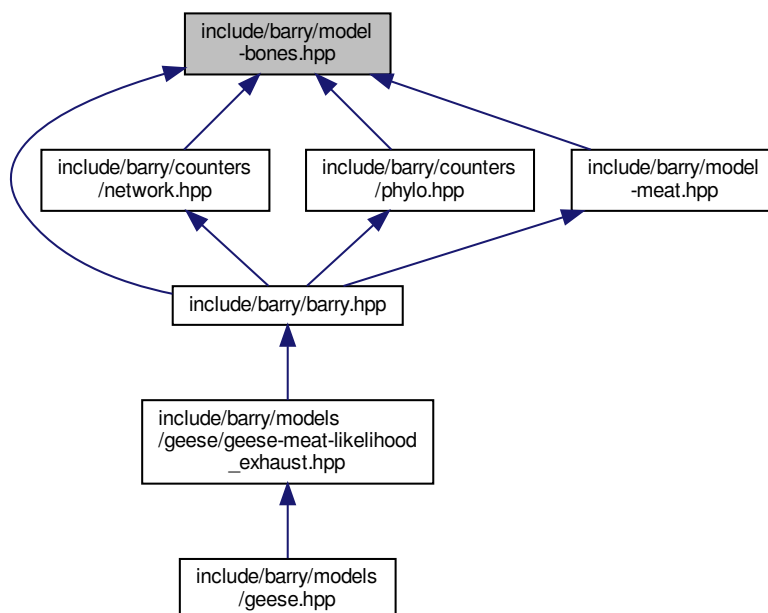 include/barry/model
-bones.hpp
include/barry/counters
/network.hpp
include/barry/counters
/phylo.hpp
include/barry/model
-meat.hpp
include/barry/barry.hpp
include/barry/models
/geese/geese-meat-likelihood
_exhaust.hpp
include/barry/models
/geese.hpp